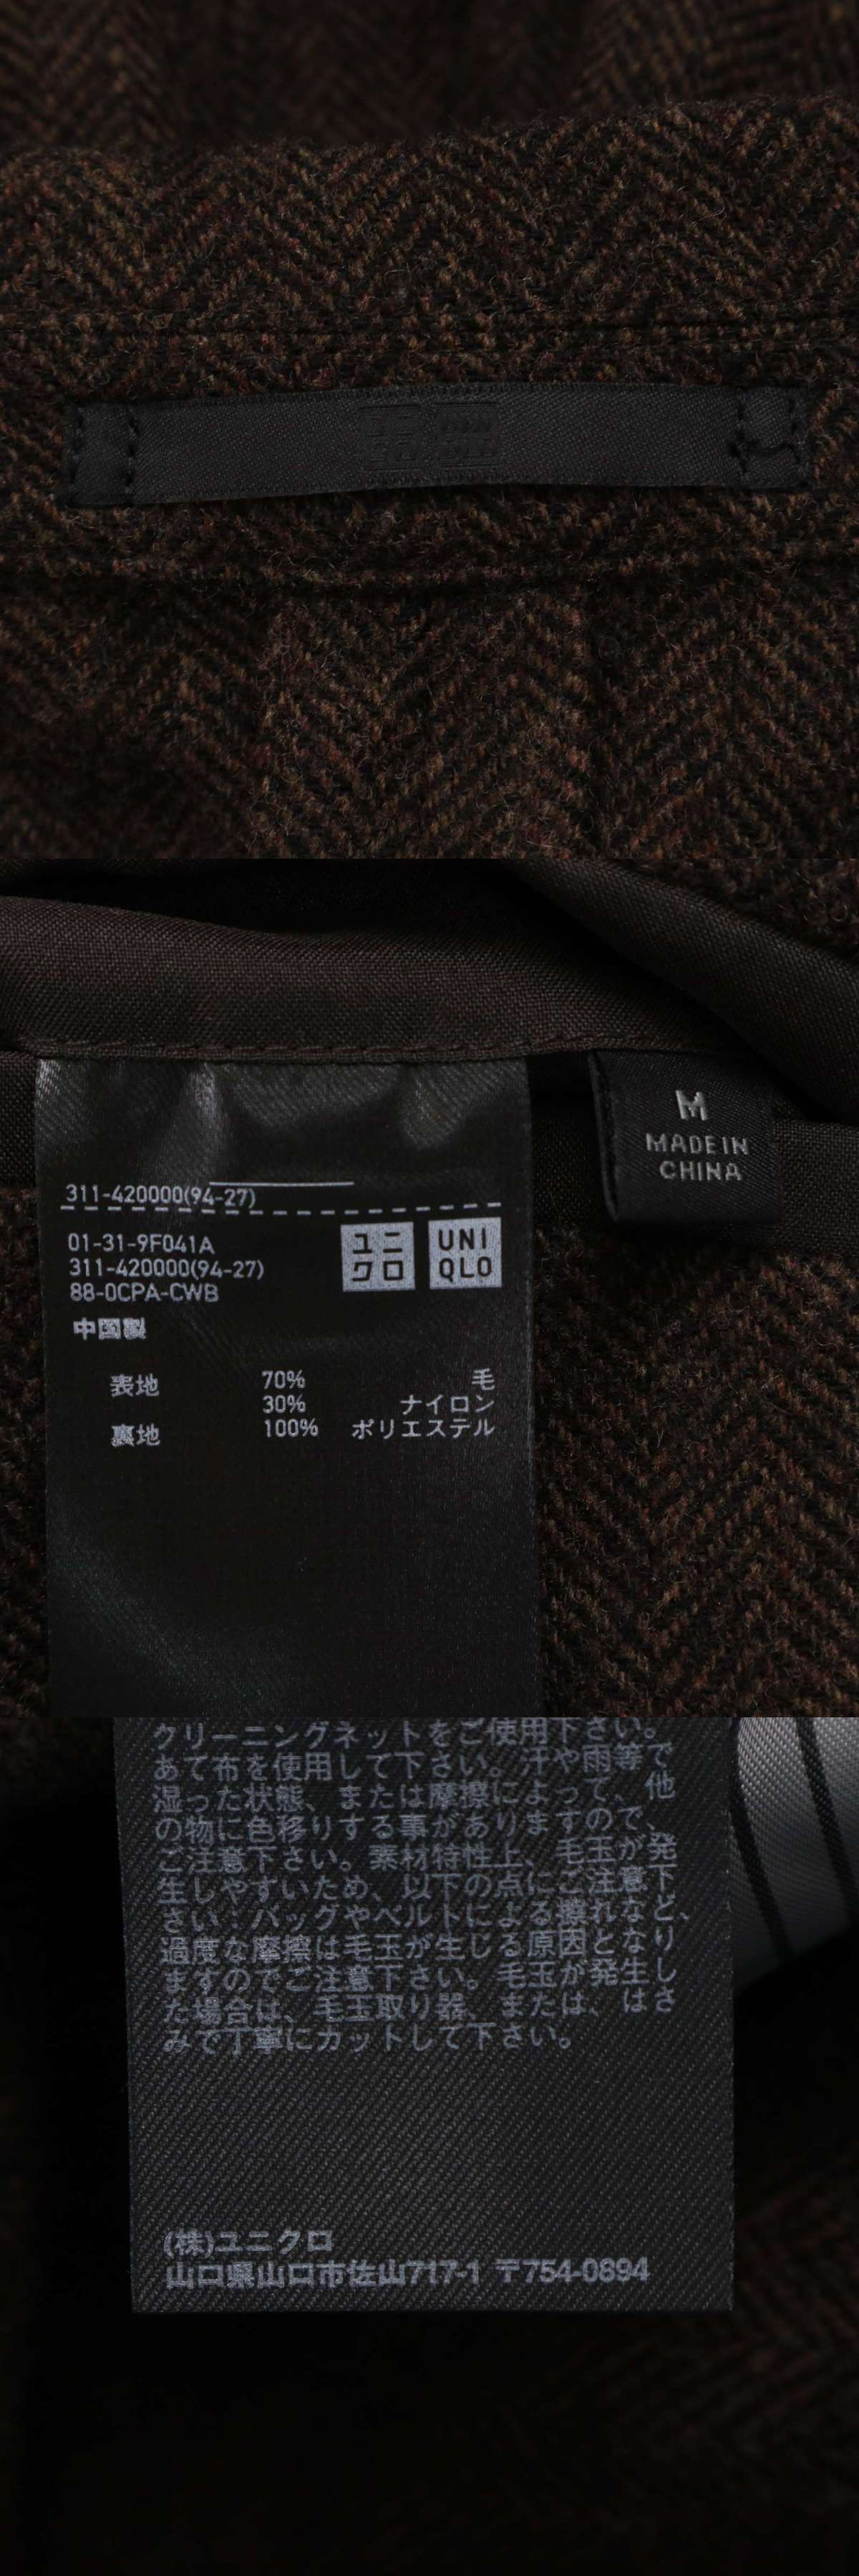 M
MADE IN
CHINA
311-420000(94-27)
01-31-9F041A
311-420000(94-27)
88-0CPA-CWB
ユニクロ
UNIQLO
中国製
表地 70% 毛
30% ナイロン
裏地 100% ポリエステル
クリーニングネットをご使用下さい。
あて布を使用して下さい。汗や雨等で
湿った状態、または摩擦によって、他
の物に色移りする事がありますので、
ご注意下さい。素材特性上、毛玉が発
生しやすいため、以下の点にご注意下
さい：バッグやベルトによる擦れなど、
過度な摩擦は毛玉が生じる原因となり
ますのでご注意下さい。毛玉が発生し
た場合は、毛玉取り器、または、はさ
みで丁寧にカットして下さい。
(株)ユニクロ
山口県山口市佐山717-1 〒754-0894